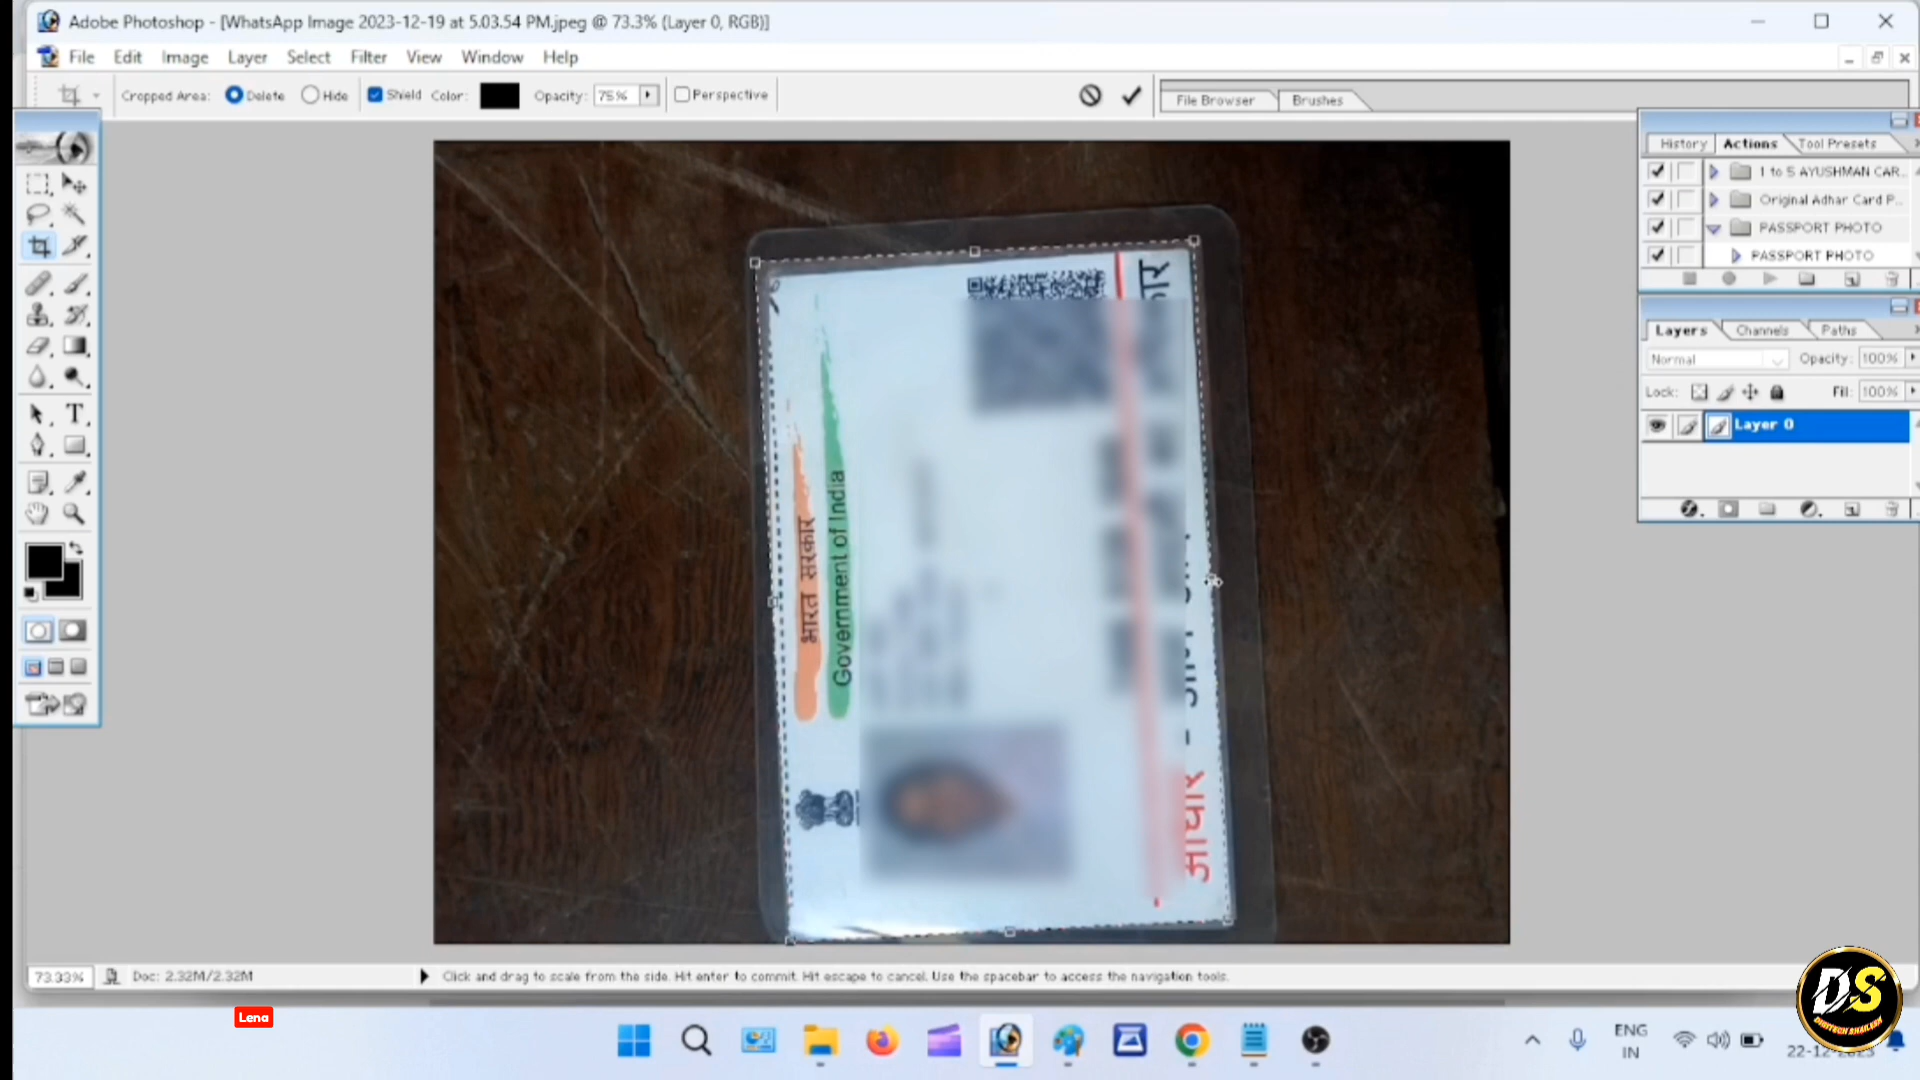 Adobe Photoshop - [WhatsApp Image 2023-12-19 at 5.03.54 PM.jpeg @ 73.3% (Layer 0, RGB)]
File Edit Image Layer Select Filter View Window Help
Cropped Area: Delete Hide Shield Color: Opacity: 75% Perspective
File Browser Brushes
History Actions Tool Presets
1 to 5 AYUSHMAN CAR...
Original Adhar Card P...
PASSPORT PHOTO
PASSPORT PHOTO
Layers Channels Paths
Normal Opacity: 100%
Lock: Fill: 100%
Layer 0
भारत सरकार
Government of India
आधार -
73.33% Doc: 2.32M/2.32M Click and drag to scale from the side. Hit enter to commit. Hit escape to cancel. Use the spacebar to access the navigation tools.
Lena
ENG
IN
DS
DIGITECH SHAILESH